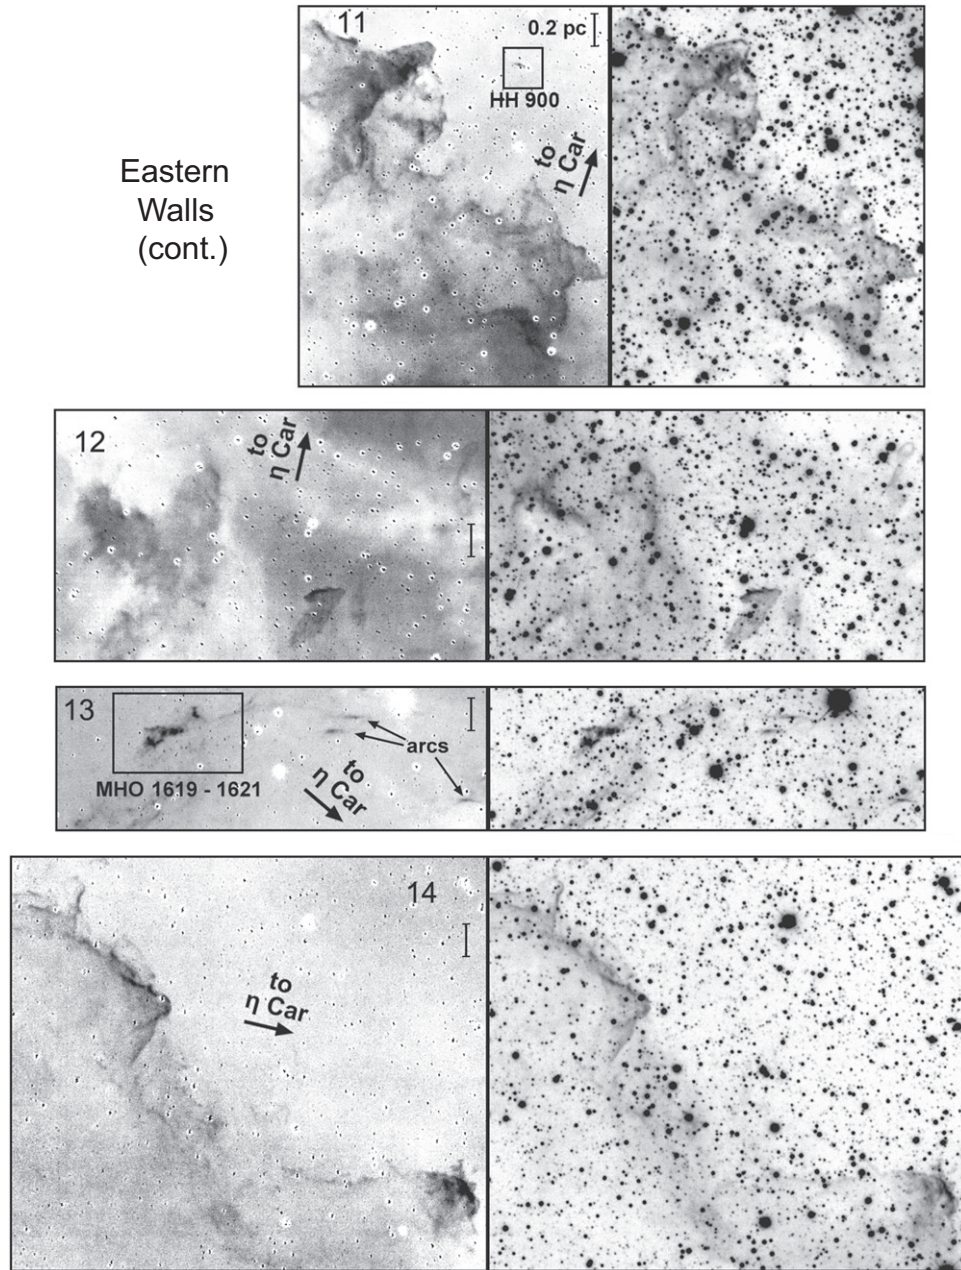 Eastern
Walls
(cont.)
11
0.2 pc
HH 900
to
η Car
12
to
η Car
13
MHO 1619 - 1621
arcs
to
η Car
14
to
η Car